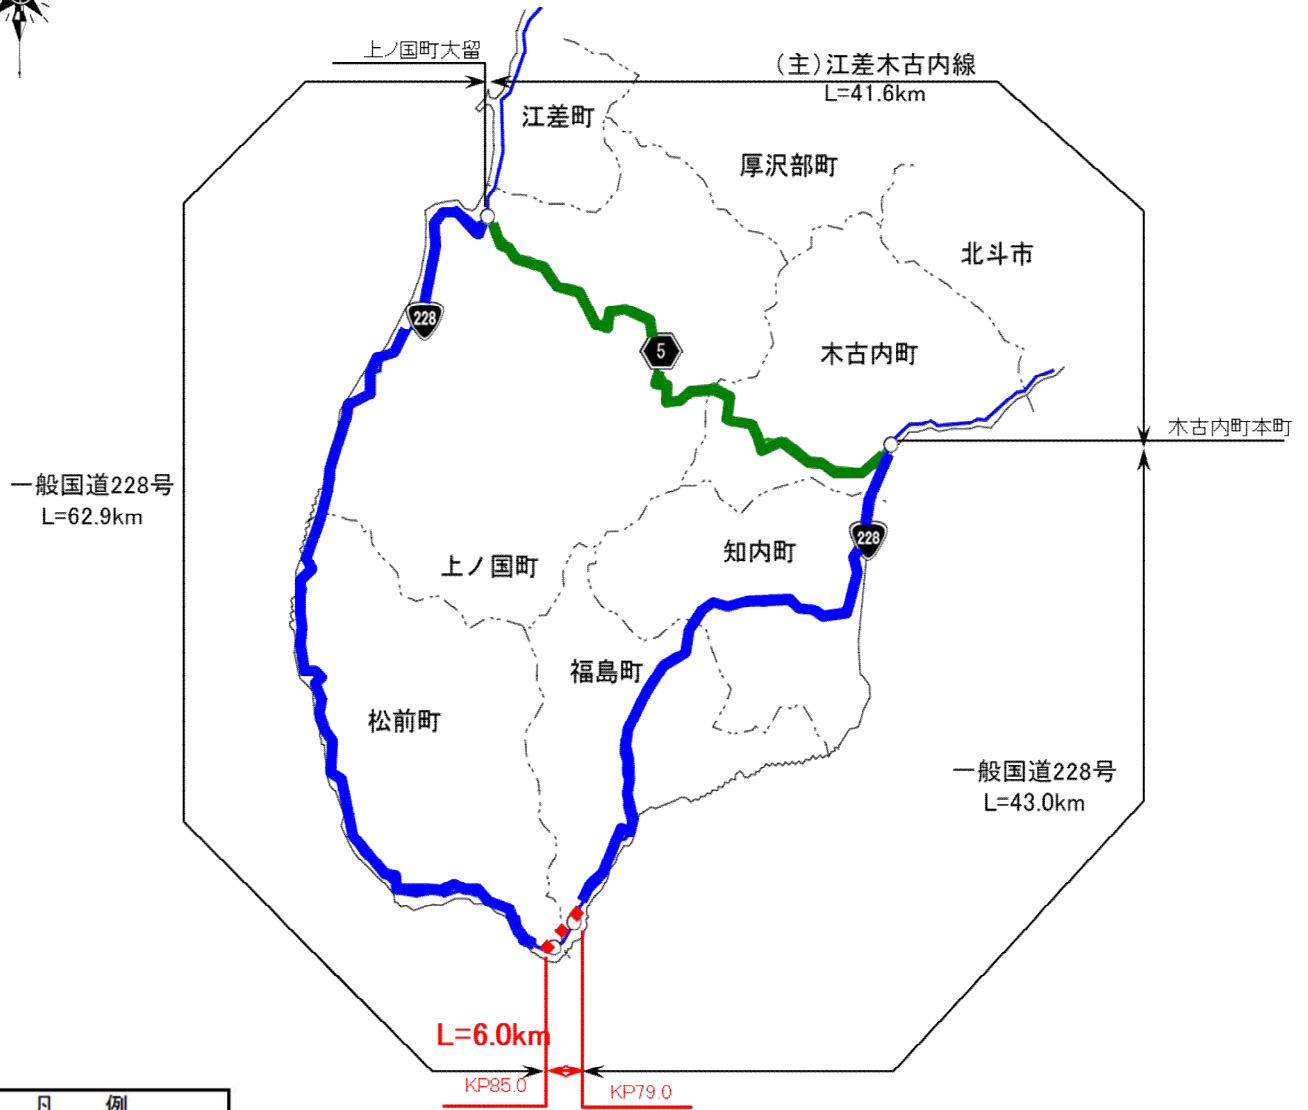 上ノ国町大留
（主）江差木古内線
L=41.6km
江差町
厚沢部町
北斗市
228
5
木古内町
木古内町本町
一般国道228号
L=62.9km
228
知内町
上ノ国町
福島町
松前町
一般国道228号
L=43.0km
L=6.0km
KP85.0
KP79.0
凡 例